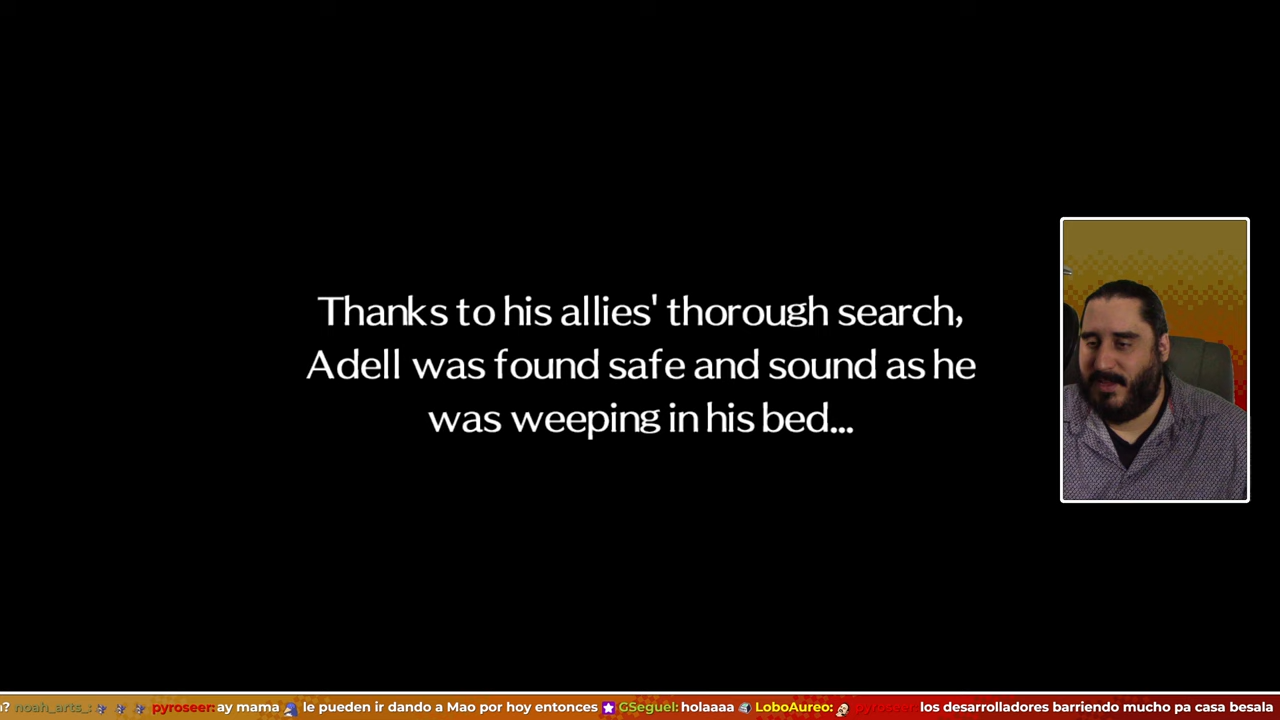 Thanks to his allies' thorough search,
Adell was found safe and sound as he
was weeping in his bed...
? noah_arts_: pyroseer: ay mama le pueden ir dando a Mao por hoy entonces GSeguel: holaaaa LoboAureo: pyroseer: los desarrolladores barriendo mucho pa casa besala